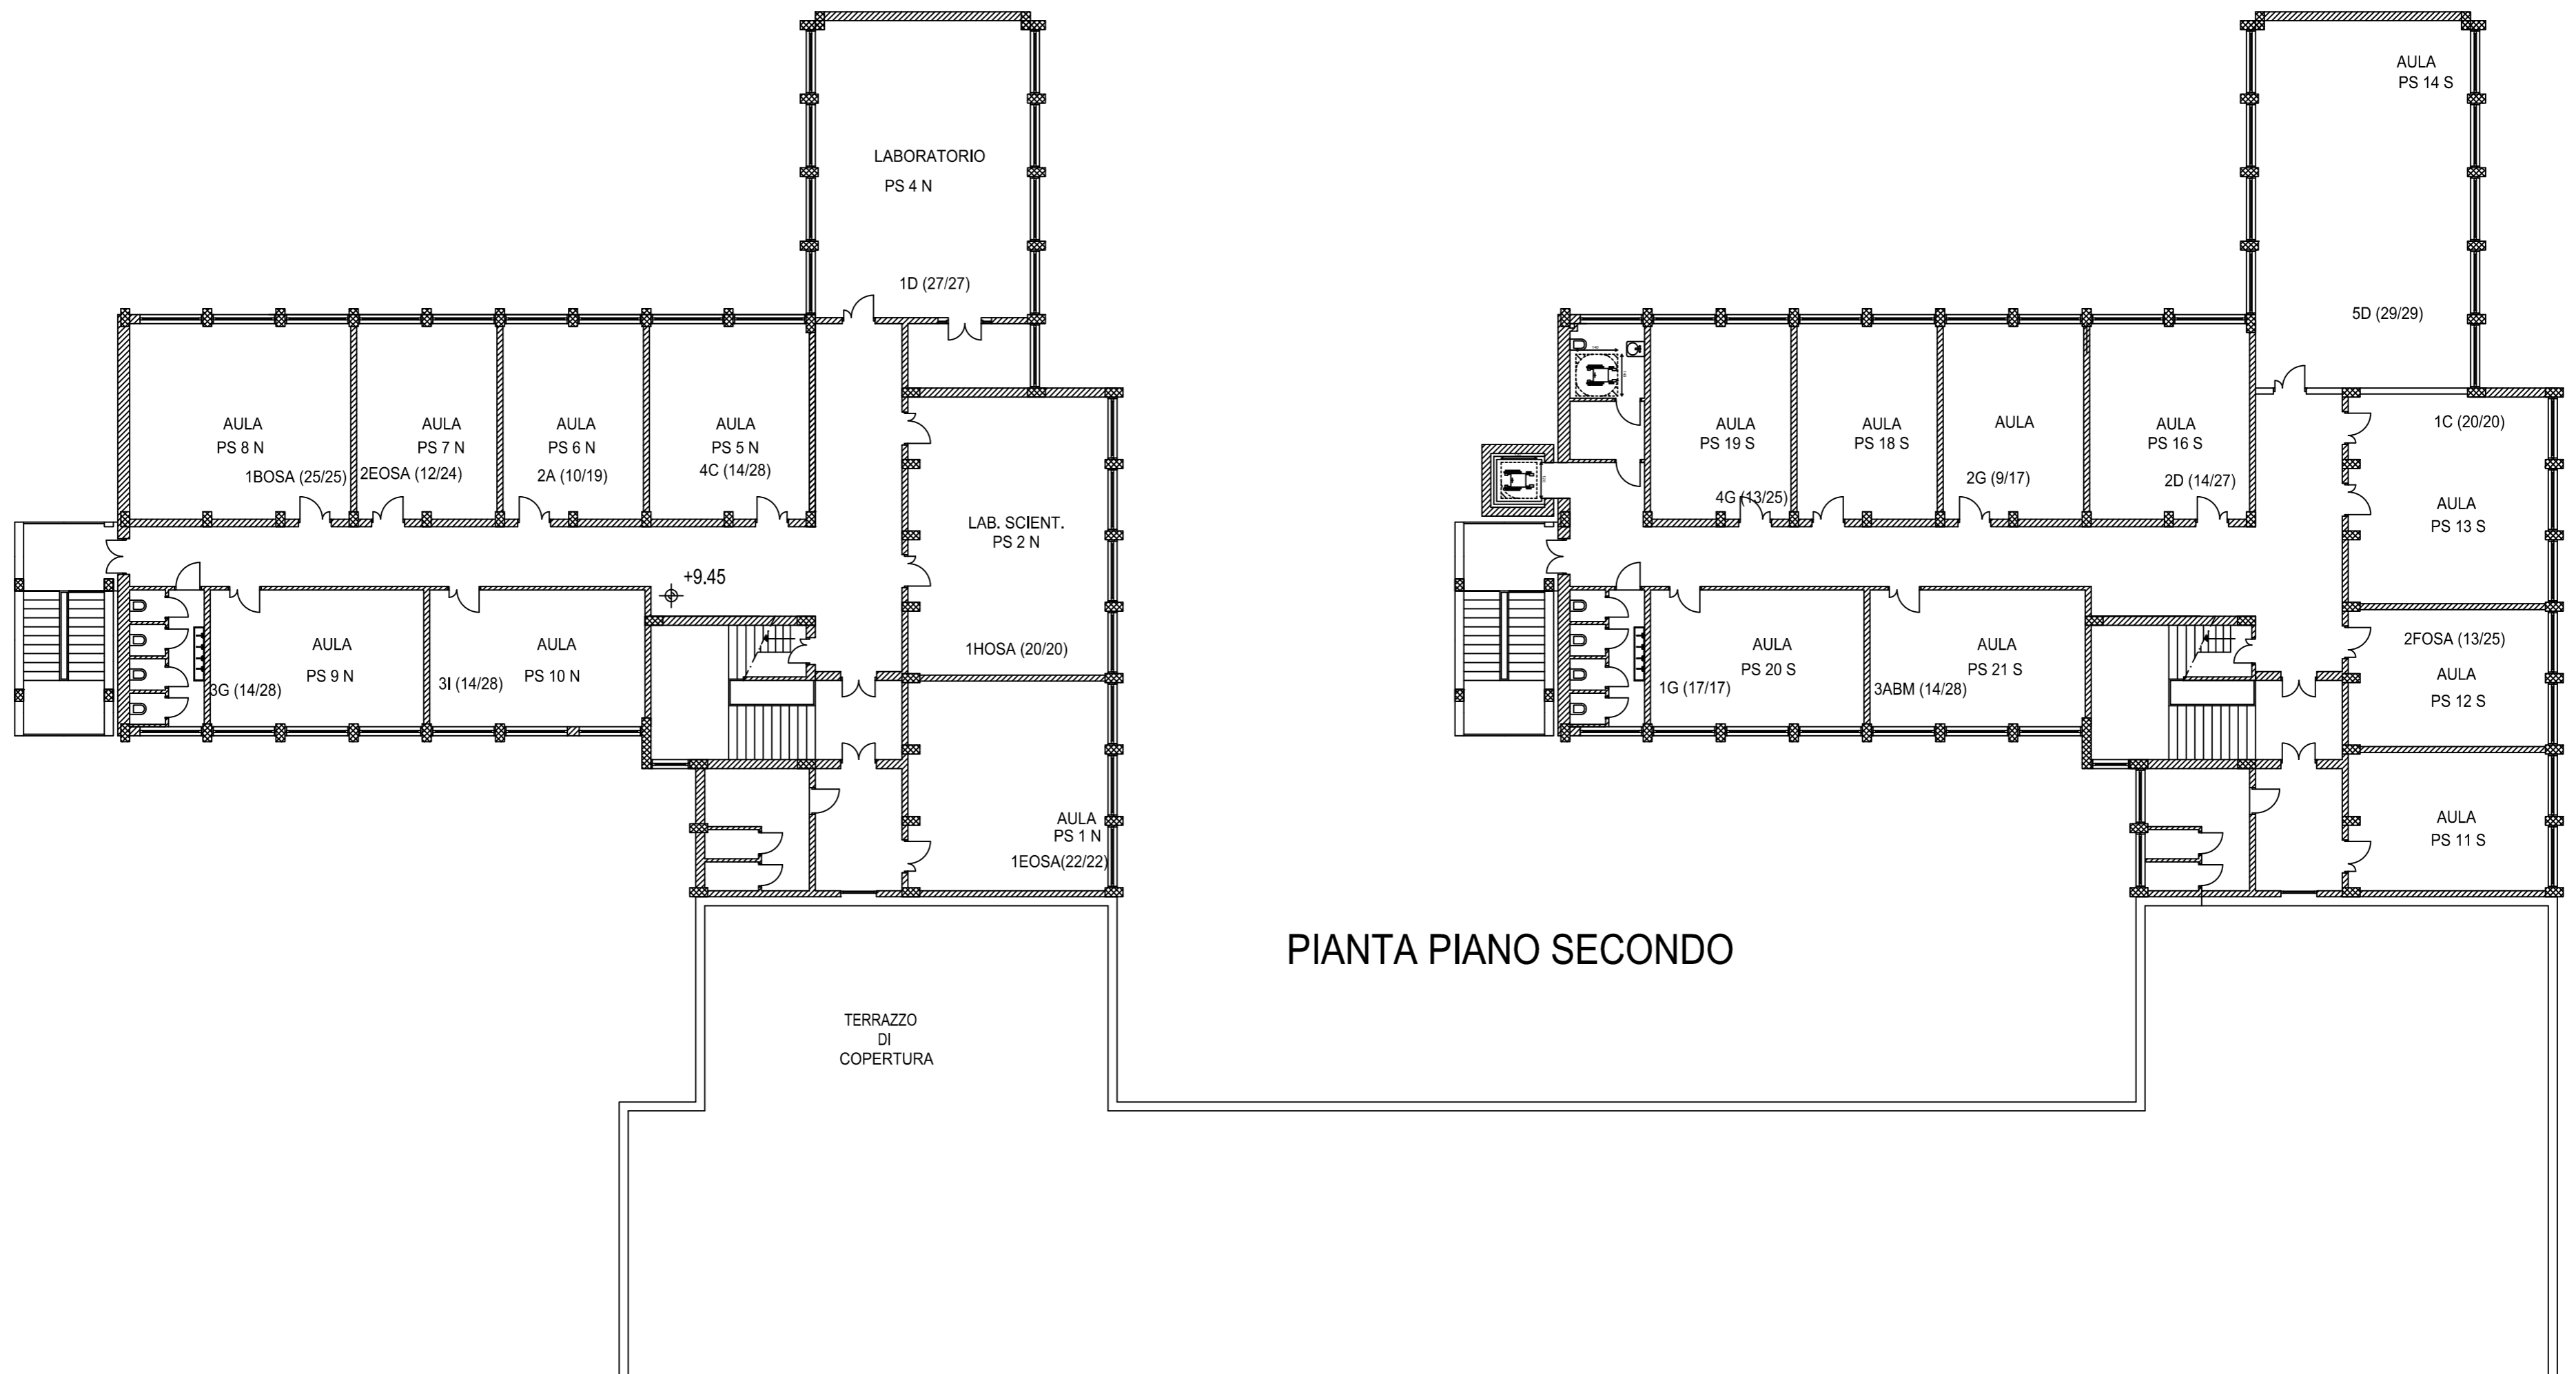 LABORATORIO
PS 4 N
1D (27/27)
AULA
PS 8 N
1BOSA (25/25)
AULA
PS 7 N
2EOSA (12/24)
AULA
PS 6 N
2A (10/19)
AULA
PS 5 N
4C (14/28)
LAB. SCIENT.
PS 2 N
1HOSA (20/20)
+9.45
AULA
PS 9 N
3G (14/28)
AULA
PS 10 N
3I (14/28)
AULA
PS 1 N
1EOSA(22/22)
TERRAZZO
DI
COPERTURA
PIANTA PIANO SECONDO
AULA
PS 14 S
5D (29/29)
AULA
PS 19 S
4G (13/25)
AULA
PS 18 S
AULA
2G (9/17)
AULA
PS 16 S
2D (14/27)
1C (20/20)
AULA
PS 13 S
2FOSA (13/25)
AULA
PS 12 S
AULA
PS 11 S
AULA
PS 20 S
1G (17/17)
AULA
PS 21 S
3ABM (14/28)